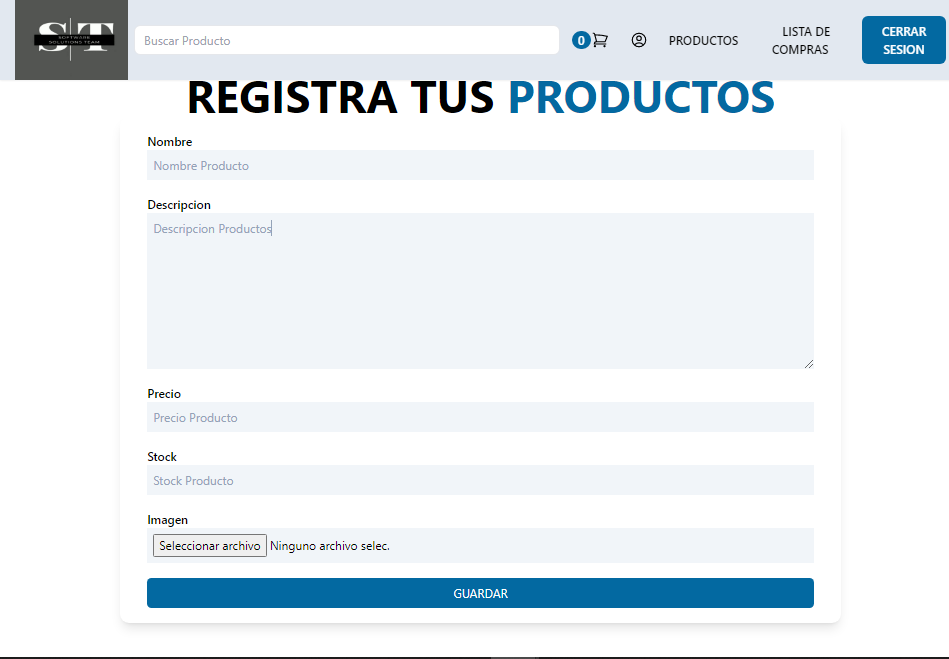 S T
SOFTWARE
SOLUTIONS TEAM
Buscar Producto
0
PRODUCTOS
LISTA DE
COMPRAS
CERRAR
SESION
REGISTRA TUS PRODUCTOS
Nombre
Nombre Producto
Descripcion
Descripcion Productos
Precio
Precio Producto
Stock
Stock Producto
Imagen
Seleccionar archivo Ninguno archivo selec.
GUARDAR